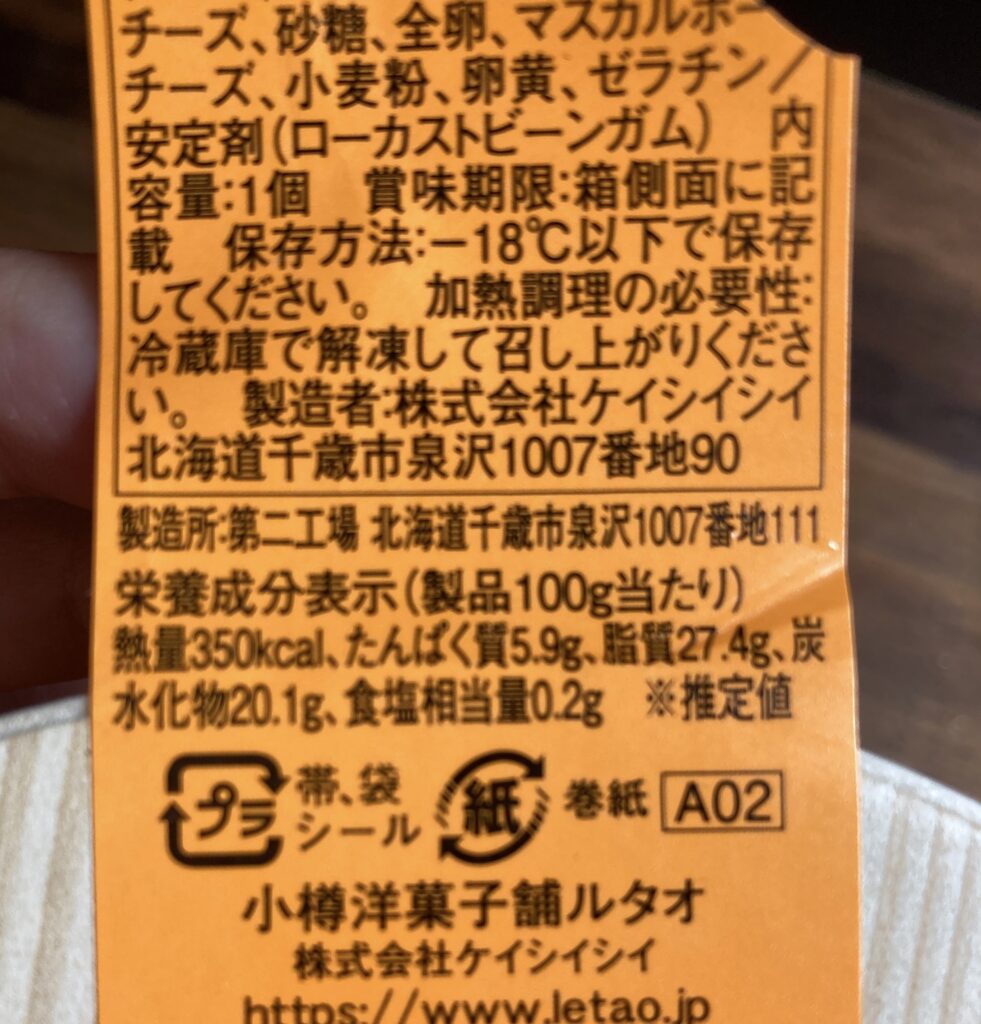 チーズ、砂糖、全卵、マスカルポー
チーズ、小麦粉、卵黄、ゼラチン／
安定剤(ローカストビーンガム) 内
容量:1個 賞味期限:箱側面に記
載 保存方法:−18℃以下で保存
してください。 加熱調理の必要性:
冷蔵庫で解凍して召し上がりくださ
い。 製造者:株式会社ケイシイシイ
北海道千歳市泉沢1007番地90
製造所:第二工場 北海道千歳市泉沢1007番地111
栄養成分表示(製品100g当たり)
熱量350kcal、たんぱく質5.9g、脂質27.4g、炭
水化物20.1g、食塩相当量0.2g ※推定値
プラ 帯、袋 紙 巻紙 A02
シール
小樽洋菓子舗ルタオ
株式会社ケイシイシイ
https://www.letao.jp